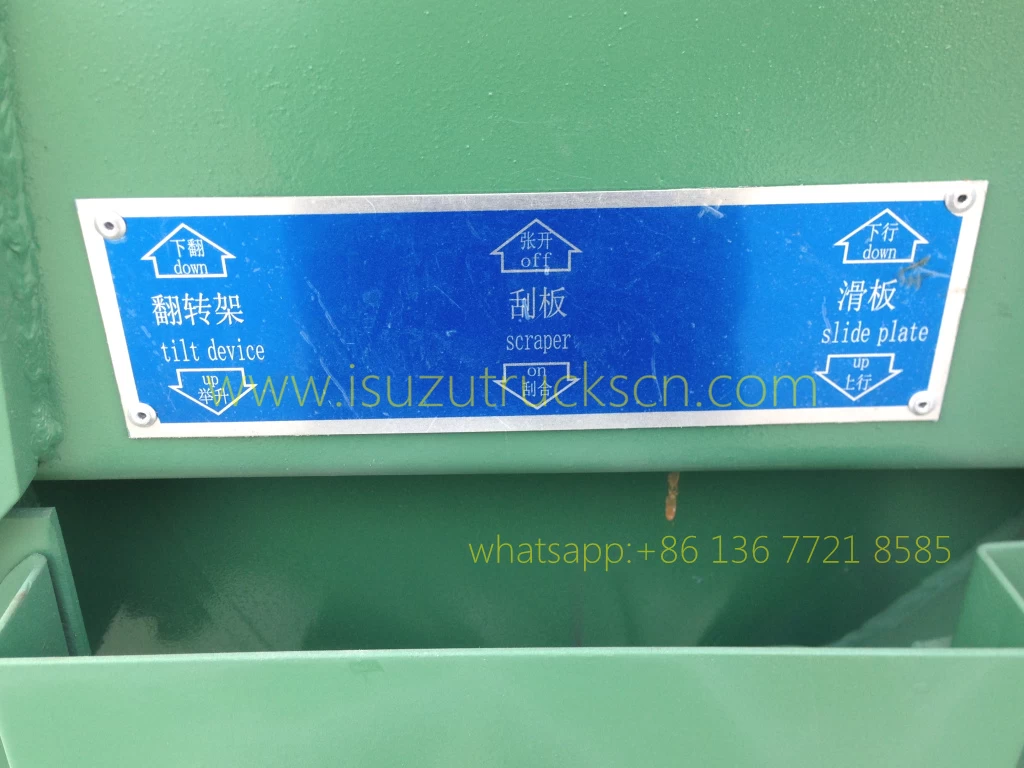 下翻
down
翻转架
tilt device
up
举升
张开
off
刮板
scraper
on
刮合
下行
down
滑板
slide plate
up
上行
www.isuzutruckscn.com
whatsapp:+86 136 7721 8585